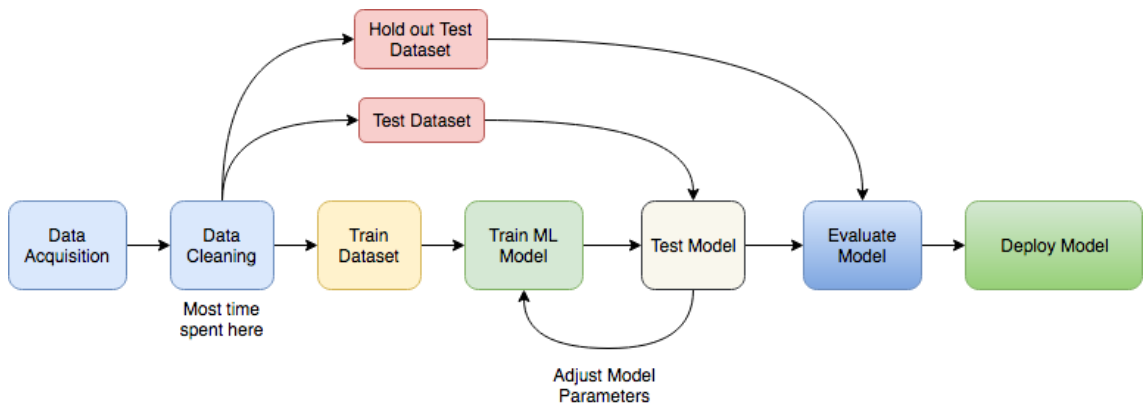 Hold out Test
Dataset
Test Dataset
Data
Acquisition
Data
Cleaning
Train
Dataset
Train ML
Model
Test Model
Evaluate
Model
Deploy Model
Most time
spent here
Adjust Model
Parameters